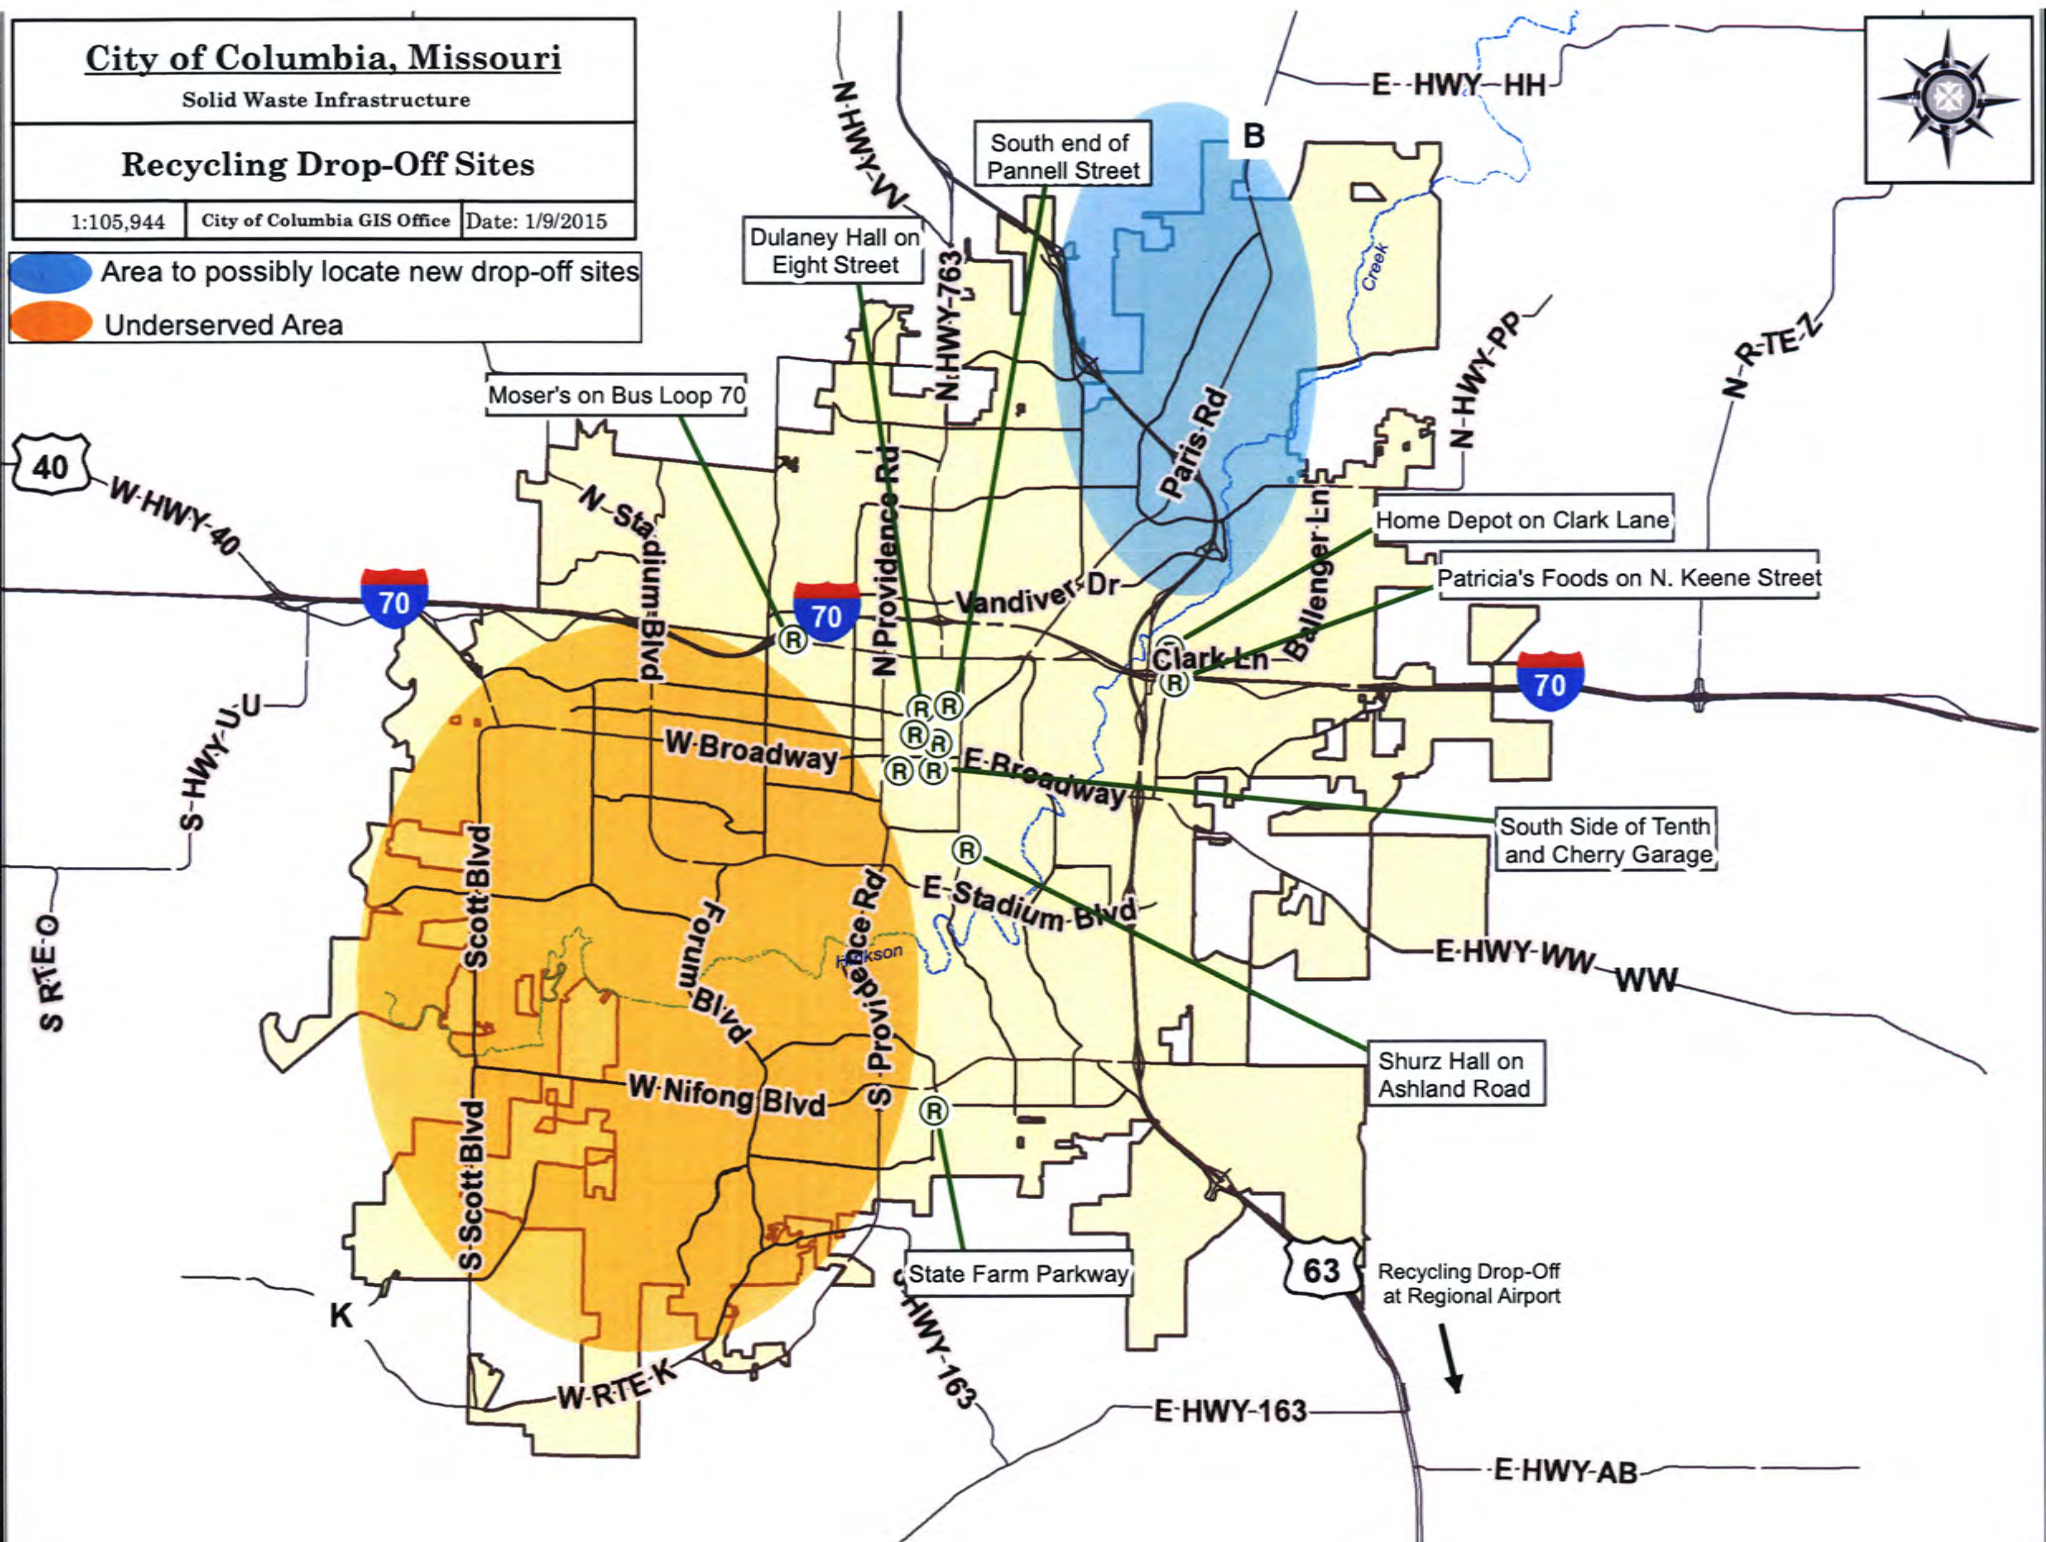 City of Columbia, Missouri
Solid Waste Infrastructure
Recycling Drop-Off Sites
1:105,944
City of Columbia GIS Office
Date: 1/9/2015
Area to possibly locate new drop-off sites
Underserved Area
South end of
Pannell Street
Dulaney Hall on
Eight Street
Moser's on Bus Loop 70
Home Depot on Clark Lane
Patricia's Foods on N. Keene Street
South Side of Tenth
and Cherry Garage
Shurz Hall on
Ashland Road
State Farm Parkway
Recycling Drop-Off
at Regional Airport
N HWY-VV
N HWY-763
B
E HWY HH
Creek
N-HWY-PP
N-R-TE-Z
40
W-HWY-40
N-Stadium-Blvd
N Providence Rd
Paris Rd
Ballenger Ln
70
70
70
Vandiver Dr
Clark Ln
S-HWY-U-U
W-Broadway
E-Broadway
S RTE-O
Scott Blvd
Forum Blvd
S Providence Rd
Hinkson
E Stadium-Blvd
E-HWY-WW
WW
W-Nifong Blvd
S-Scott Blvd
K
W-RTE-K
S-HWY-163
63
E-HWY-163
E-HWY-AB
R
R
R
R
R
R
R
R
R
R